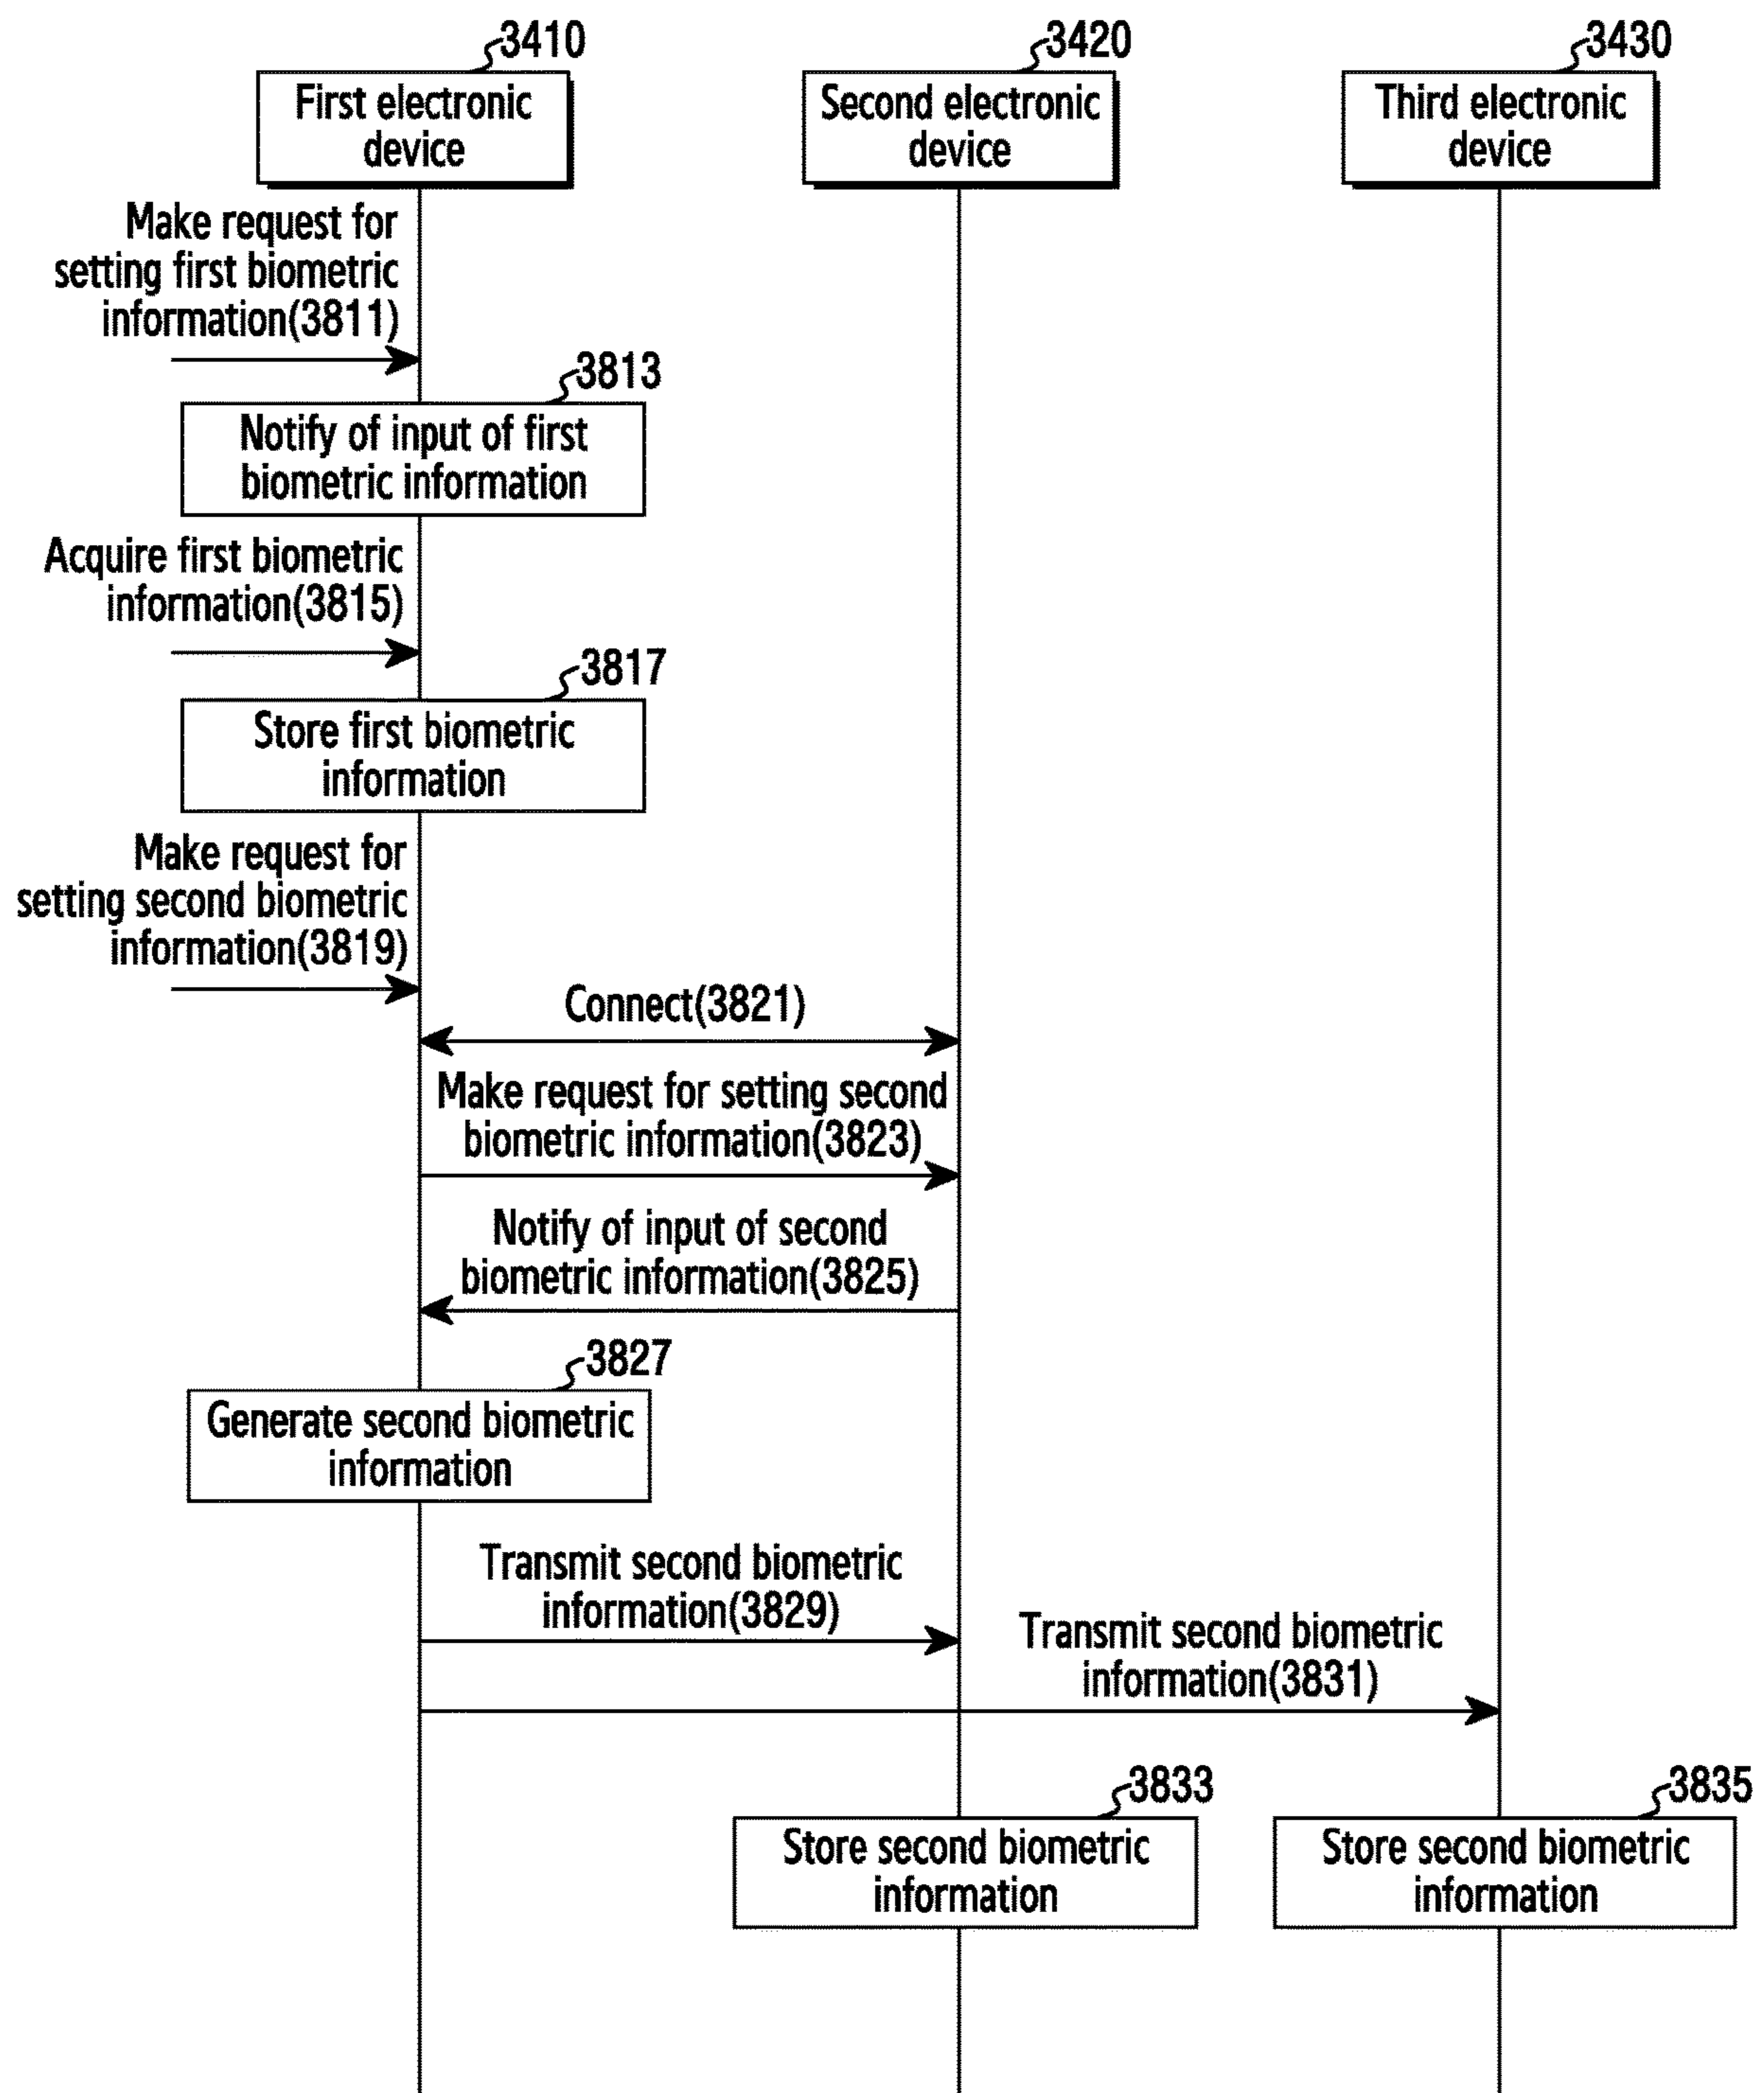 3410
First electronic
device
3420
Second electronic
device
3430
Third electronic
device
Make request for
setting first biometric
information(3811)
3813
Notify of input of first
biometric information
Acquire first biometric
information(3815)
3817
Store first biometric
information
Make request for
setting second biometric
information(3819)
Connect(3821)
Make request for setting second
biometric information(3823)
Notify of input of second
biometric information(3825)
3827
Generate second biometric
information
Transmit second biometric
information(3829)
Transmit second biometric
information(3831)
3833
Store second biometric
information
3835
Store second biometric
information